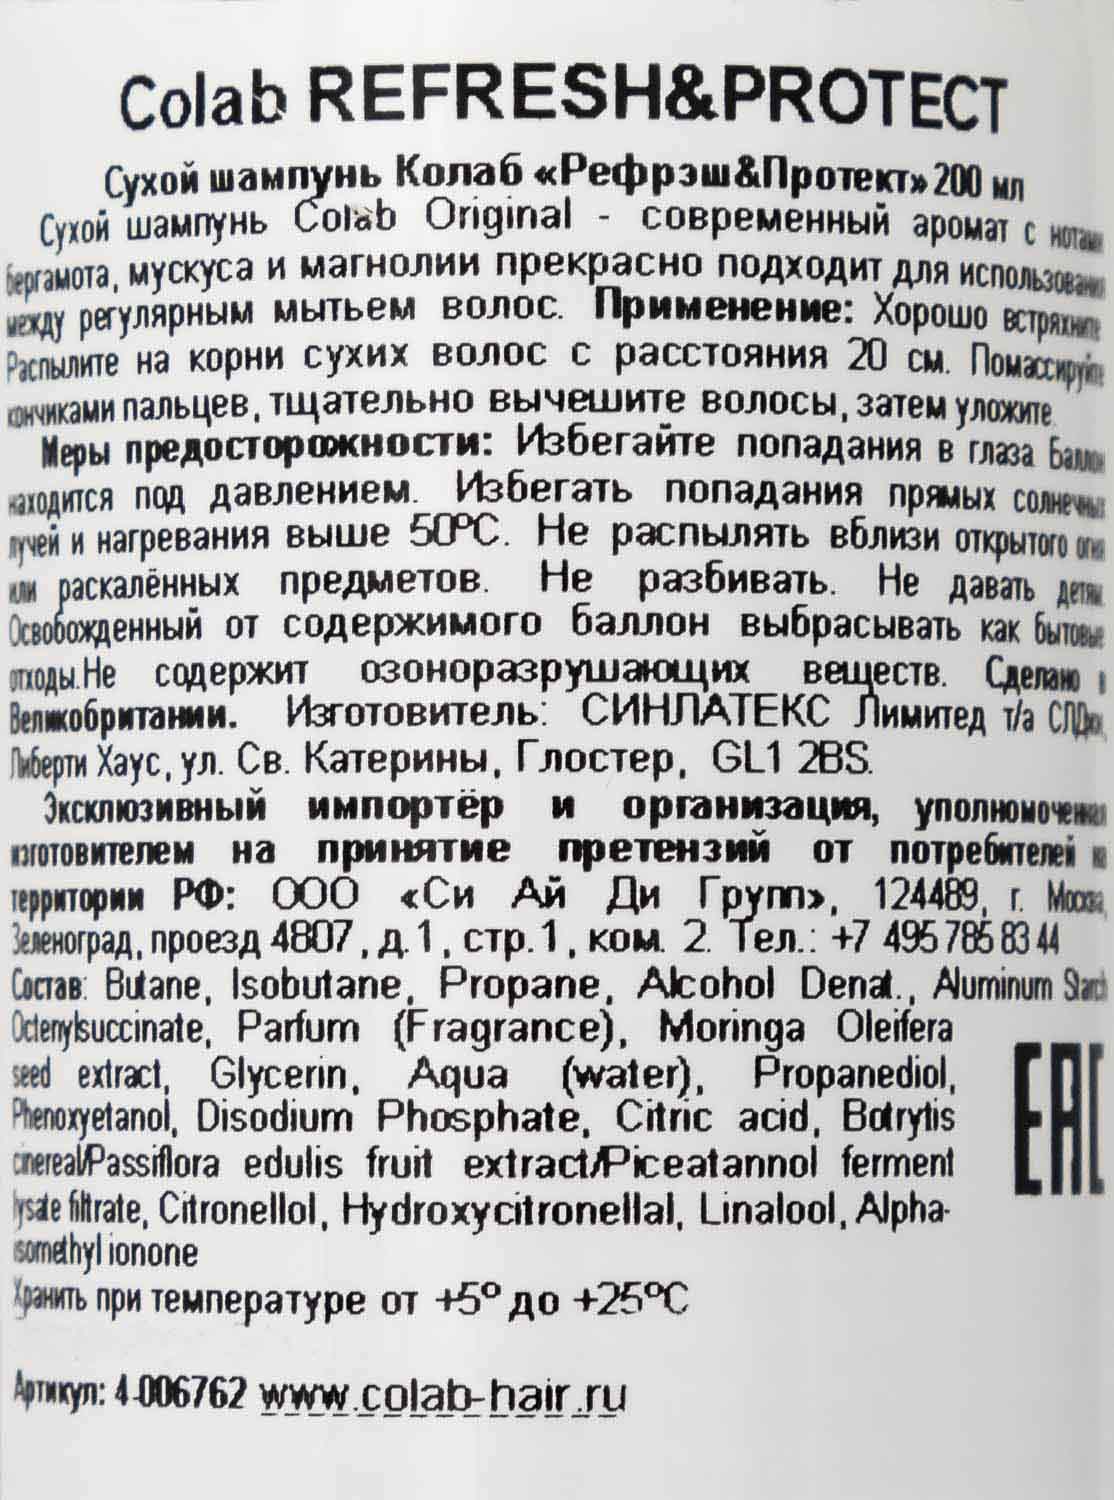 Colab REFRESH&PROTECT
Сухой шампунь Колаб «Рефрэш&Протект» 200 мл
Сухой шампунь Colab Original - современный аромат с нотами
бергамота, мускуса и магнолии прекрасно подходит для использования
между регулярным мытьем волос. Применение: Хорошо встряхните.
Распылите на корни сухих волос с расстояния 20 см. Помассируйте
кончиками пальцев, тщательно вычешите волосы, затем уложите.
Меры предосторожности: Избегайте попадания в глаза. Баллон
находится под давлением. Избегать попадания прямых солнечных
лучей и нагревания выше 50°С. Не распылять вблизи открытого огня
или раскалённых предметов. Не разбивать. Не давать детям.
Освобожденный от содержимого баллон выбрасывать как бытовые
отходы.Не содержит озоноразрушающих веществ. Сделано в
Великобритании. Изготовитель: СИНЛАТЕКС Лимитед т/а
Либерти Хаус, ул. Св. Катерины, Глостер, GL1 2BS.
Эксклюзивный импортёр и организация, уполномоченная
изготовителем на принятие претензий от потребителей на
территории РФ: ООО «Си Ай Ди Групп», 124489, г. Москва,
Зеленоград, проезд 4807, д.1, стр.1, ком. 2. Тел.: +7 495 785 83 44
Состав: Butane, Isobutane, Propane, Alcohol Denat., Aluminum Starch
Octenylsuccinate, Parfum (Fragrance), Moringa Oleifera
seed extract, Glycerin, Aqua (water), Propanediol,
Phenoxyetanol, Disodium Phosphate, Citric acid, Botrytis
cinereal/Passiflora edulis fruit extract/Piceatannol ferment
lysate filtrate, Citronellol, Hydroxycitronellal, Linalool, Alpha-
isomethyl ionone
EAC
Хранить при температуре от +5° до +25°С
Артикул: 4-006762 www.colab-hair.ru